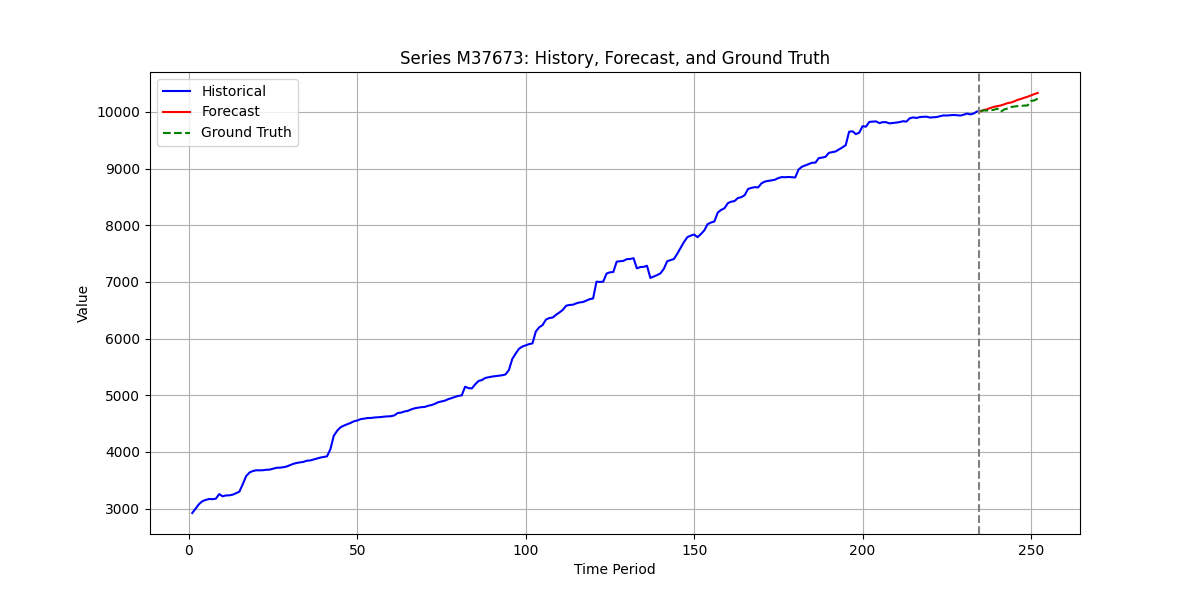 Series M37673: History, Forecast, and Ground Truth
Historical
Forecast
Ground Truth
10000
9000
8000
7000
6000
5000
4000
3000
Value
0 50 100 150 200 250
Time Period